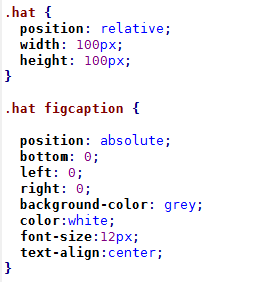 .hat {
  position: relative;
  width: 100px;
  height: 100px;
}
.hat figcaption {
  position: absolute;
  bottom: 0;
  left: 0;
  right: 0;
  background-color: grey;
  color:white;
  font-size:12px;
  text-align:center;
}